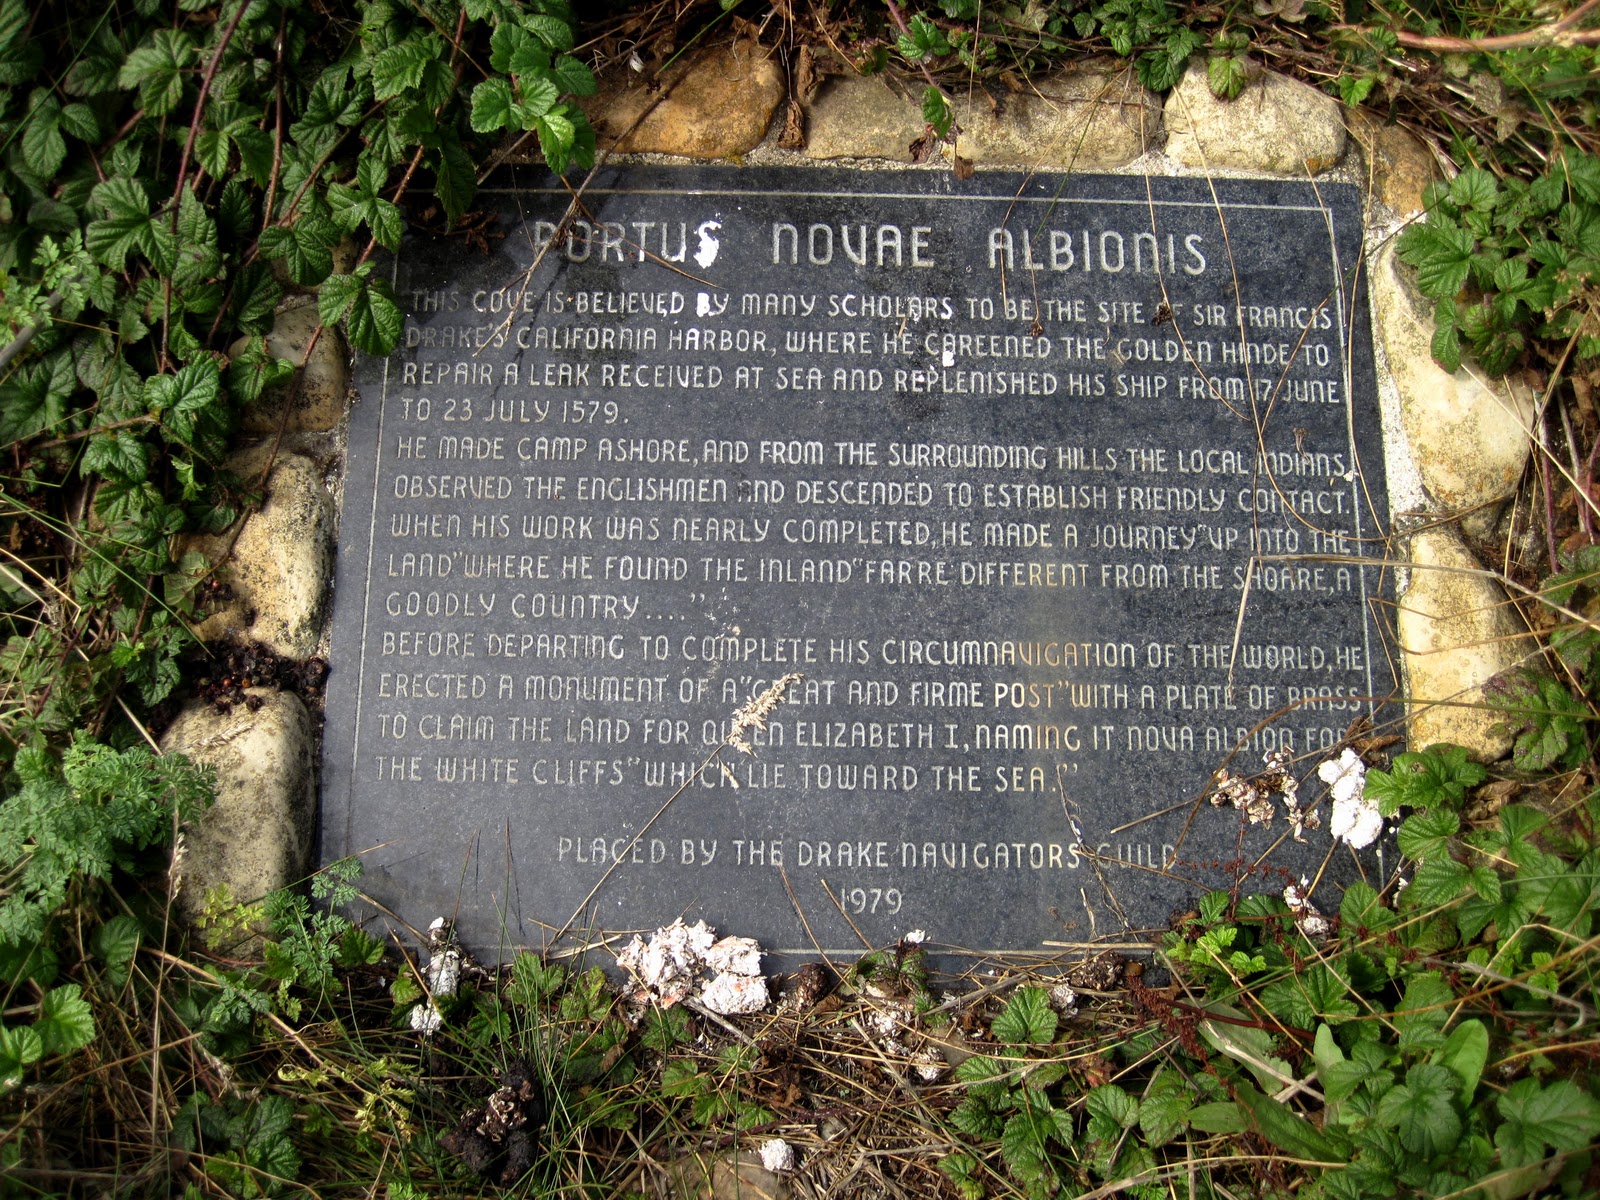 PORTUS NOVAE ALBIONIS
THIS COVE IS BELIEVED BY MANY SCHOLARS TO BE THE SITE OF SIR FRANCIS
DRAKE'S CALIFORNIA HARBOR, WHERE HE CAREENED THE GOLDEN HINDE TO
REPAIR A LEAK RECEIVED AT SEA AND REPLENISHED HIS SHIP FROM 17 JUNE
TO 23 JULY 1579.
HE MADE CAMP ASHORE, AND FROM THE SURROUNDING HILLS THE LOCAL INDIANS
OBSERVED THE ENGLISHMEN AND DESCENDED TO ESTABLISH FRIENDLY CONTACT.
WHEN HIS WORK WAS NEARLY COMPLETED, HE MADE A JOURNEY "UP INTO THE
LAND" WHERE HE FOUND THE INLAND "FARRE DIFFERENT FROM THE SHOARE, A
GOODLY COUNTRY...."
BEFORE DEPARTING TO COMPLETE HIS CIRCUMNAVIGATION OF THE WORLD, HE
ERECTED A MONUMENT OF A "GREAT AND FIRME POST" WITH A PLATE OF BRASS
TO CLAIM THE LAND FOR QUEEN ELIZABETH I, NAMING IT NOVA ALBION FOR
THE WHITE CLIFFS "WHICH LIE TOWARD THE SEA."
PLACED BY THE DRAKE NAVIGATORS GUILD
1979